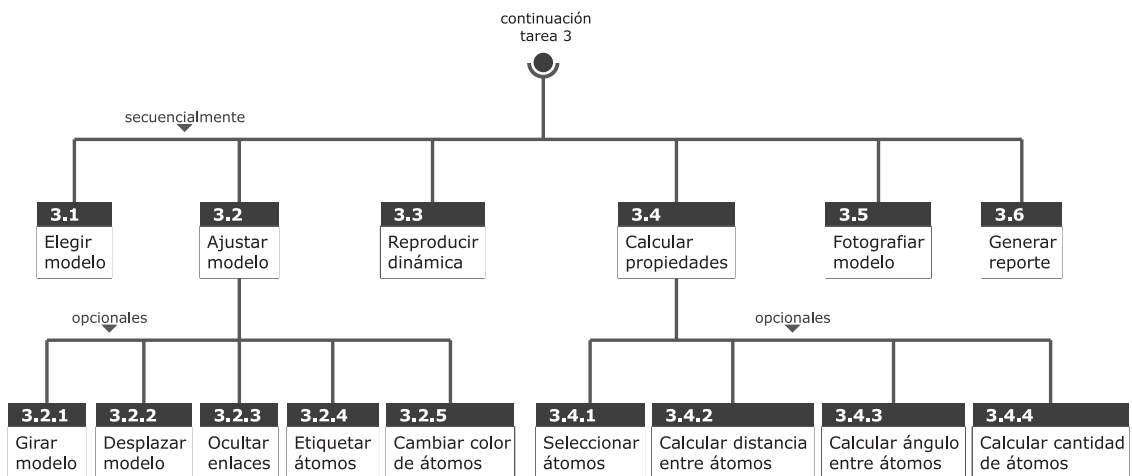 continuación
tarea 3
secuencialmente
3.1
Elegir
modelo
3.2
Ajustar
modelo
3.3
Reproducir
dinámica
3.4
Calcular
propiedades
3.5
Fotografiar
modelo
3.6
Generar
reporte
opcionales
3.2.1
Girar
modelo
3.2.2
Desplazar
modelo
3.2.3
Ocultar
enlaces
3.2.4
Etiquetar
átomos
3.2.5
Cambiar color
de átomos
opcionales
3.4.1
Seleccionar
átomos
3.4.2
Calcular distancia
entre átomos
3.4.3
Calcular ángulo
entre átomos
3.4.4
Calcular cantidad
de átomos